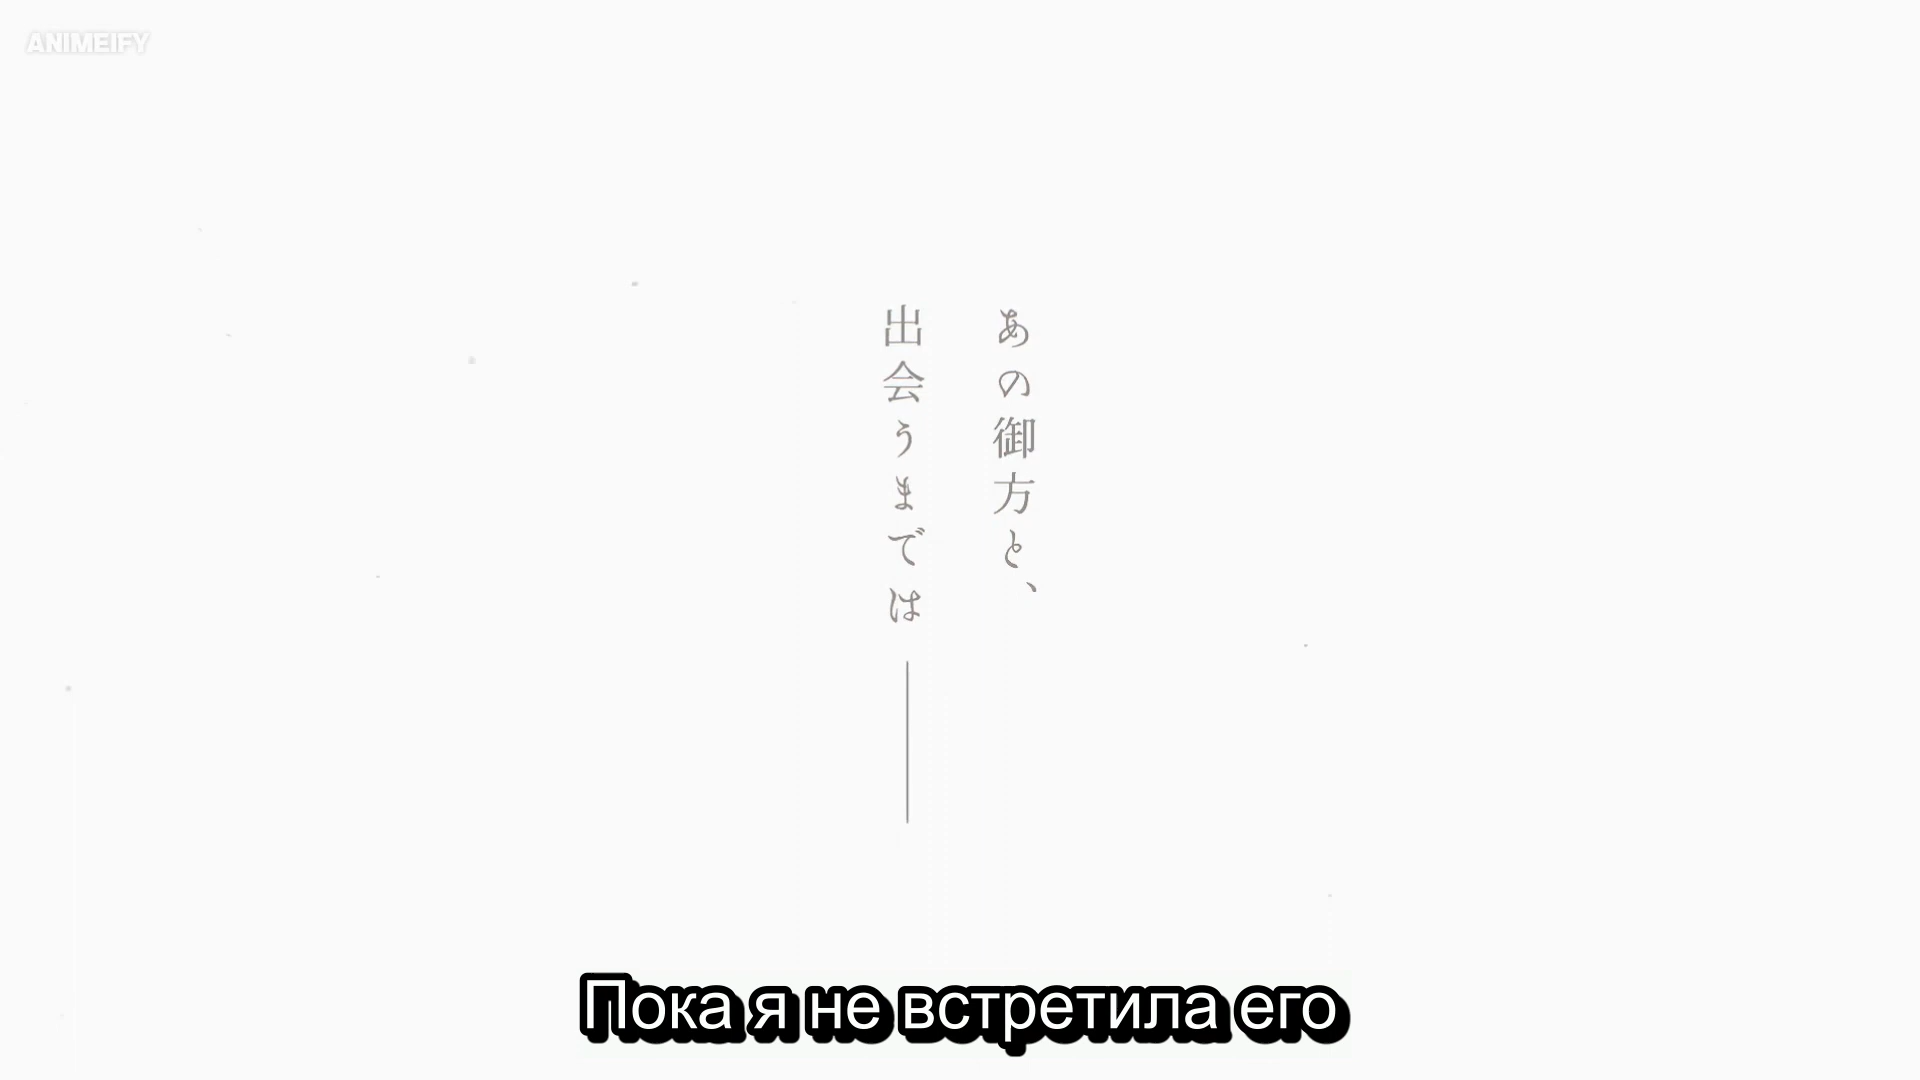 ANIMEIFY
あの御方と、
出会うまでは――
Пока я не встретила его